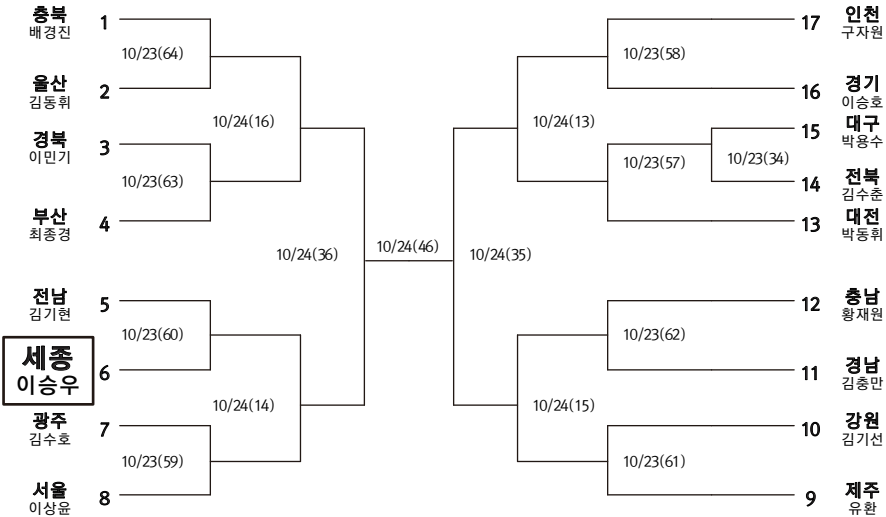 충북
배경진
1
10/23(64)
울산
김동휘
2
10/24(16)
경북
이민기
3
10/23(63)
부산
최종경
4
10/24(36)
전남
김기현
5
10/23(60)
세종
이승우
6
10/24(14)
광주
김수호
7
10/23(59)
서울
이상윤
8
10/24(46)
17
인천
구자원
10/23(58)
16
경기
이승호
10/24(13)
15
대구
박용수
10/23(57)
10/23(34)
14
전북
김수춘
13
대전
박동휘
10/24(35)
12
충남
황재원
10/23(62)
11
경남
김충만
10/24(15)
10
강원
김기선
10/23(61)
9
제주
유환